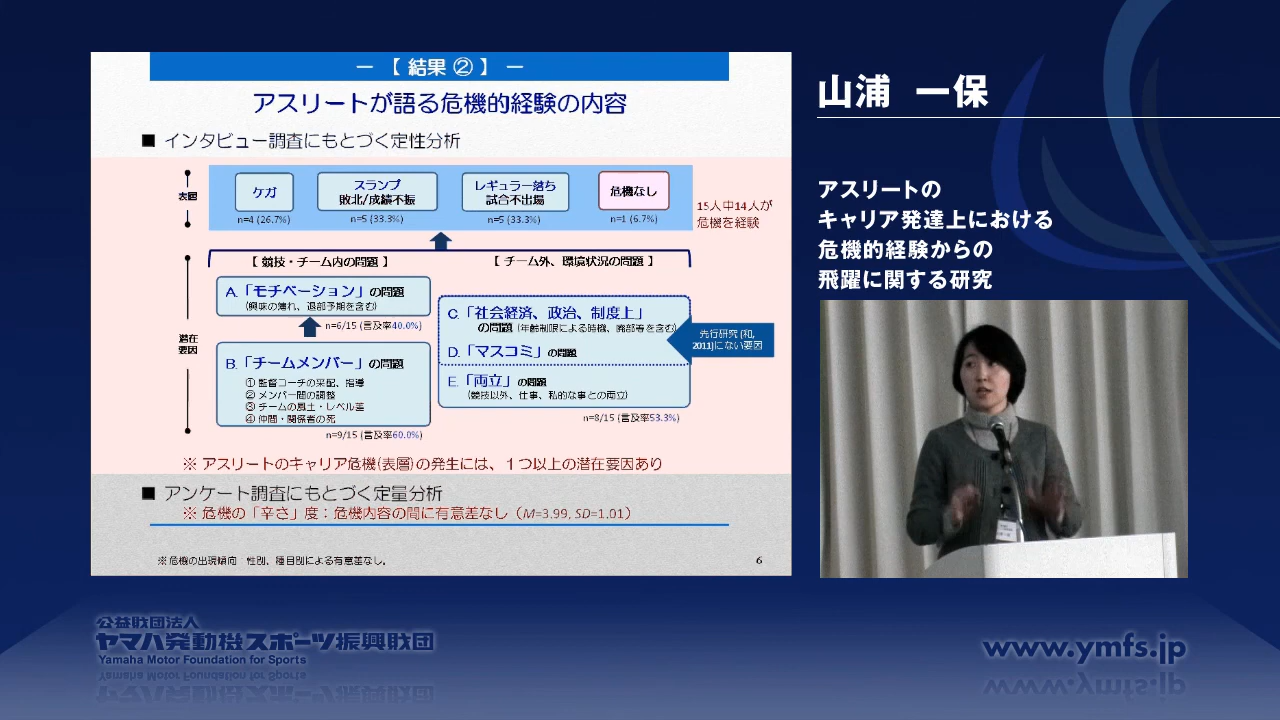 ― 【 結果 ② 】 ―
アスリートが語る危機的経験の内容
■ インタビュー調査にもとづく定性分析
表層
ケガ
n=4 (26.7%)
スランプ
敗北/成績不振
n=5 (33.3%)
レギュラー落ち
試合不出場
n=5 (33.3%)
危機なし
n=1 (6.7%)
15人中14人が
危機を経験
潜在
要因
【 競技・チーム内の問題 】
【 チーム外、環境状況の問題 】
A.「モチベーション」の問題
(興味の薄れ、退部予期を含む)
n=6/15 (言及率40.0%)
B.「チームメンバー」の問題
① 監督コーチの采配、指導
② メンバー間の調整
③ チームの風土・レベル差
④ 仲間・関係者の死
n=9/15 (言及率60.0%)
C.「社会経済、政治、制度上」
の問題 (年齢制限による時機、廃部等を含む)
D.「マスコミ」の問題
E.「両立」の問題
(競技以外、仕事、私的な事との両立)
n=8/15 (言及率53.3%)
先行研究 (和,
2011)にない要因
※ アスリートのキャリア危機(表層)の発生には、1つ以上の潜在要因あり
■ アンケート調査にもとづく定量分析
※ 危機の「辛さ」度：危機内容の間に有意差なし（M=3.99, SD=1.01）
※ 危機の出現傾向 性別、種目別による有意差なし。
6
山浦 一保
アスリートの
キャリア発達上における
危機的経験からの
飛躍に関する研究
公益財団法人
ヤマハ発動機スポーツ振興財団
Yamaha Motor Foundation for Sports
www.ymfs.jp